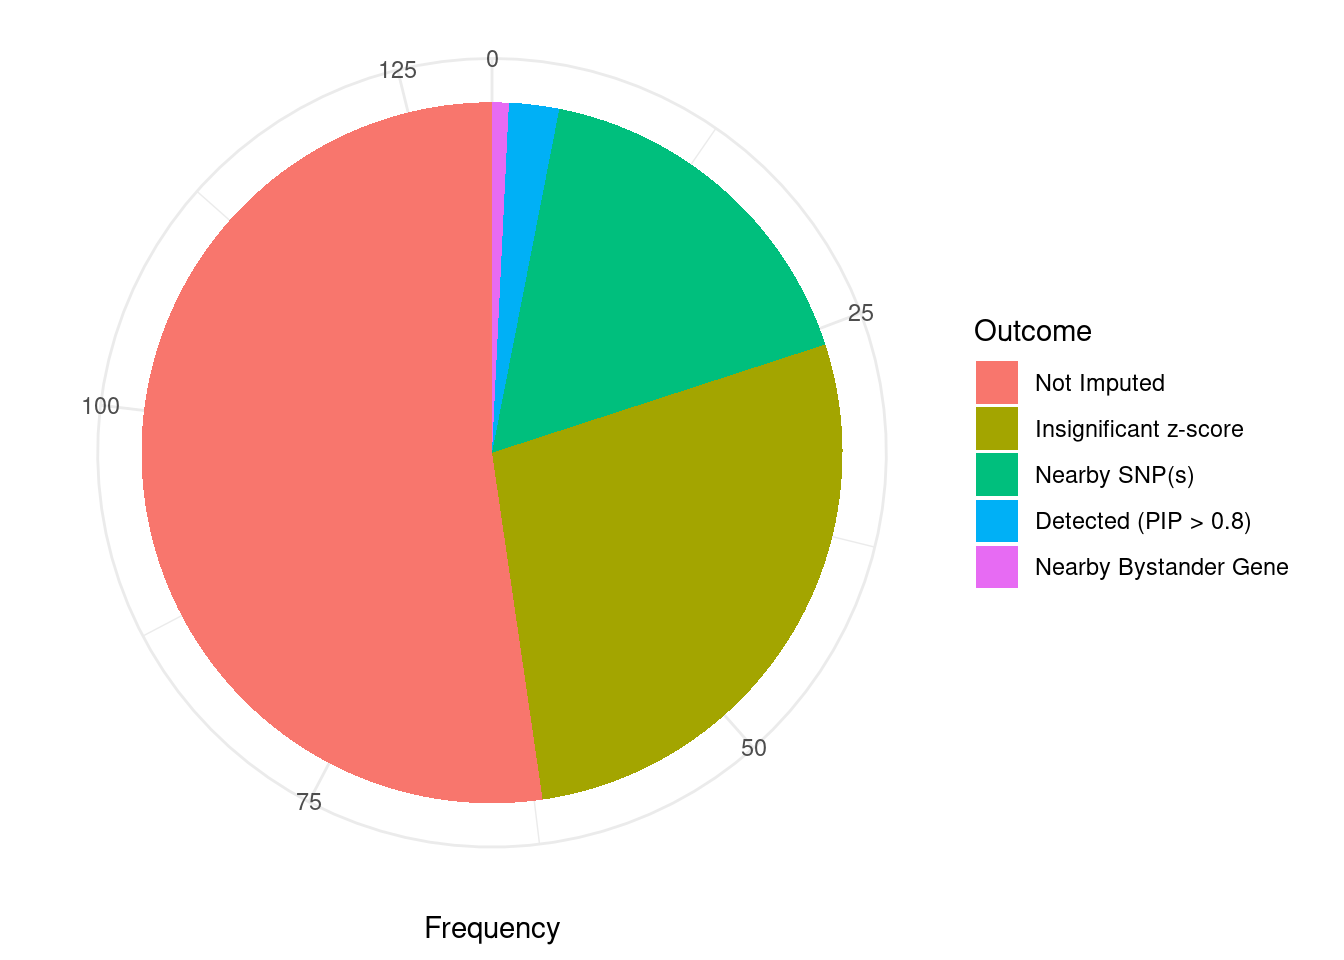 0
125
25
100
50
75
Frequency
Outcome
Not Imputed
Insignificant z-score
Nearby SNP(s)
Detected (PIP > 0.8)
Nearby Bystander Gene